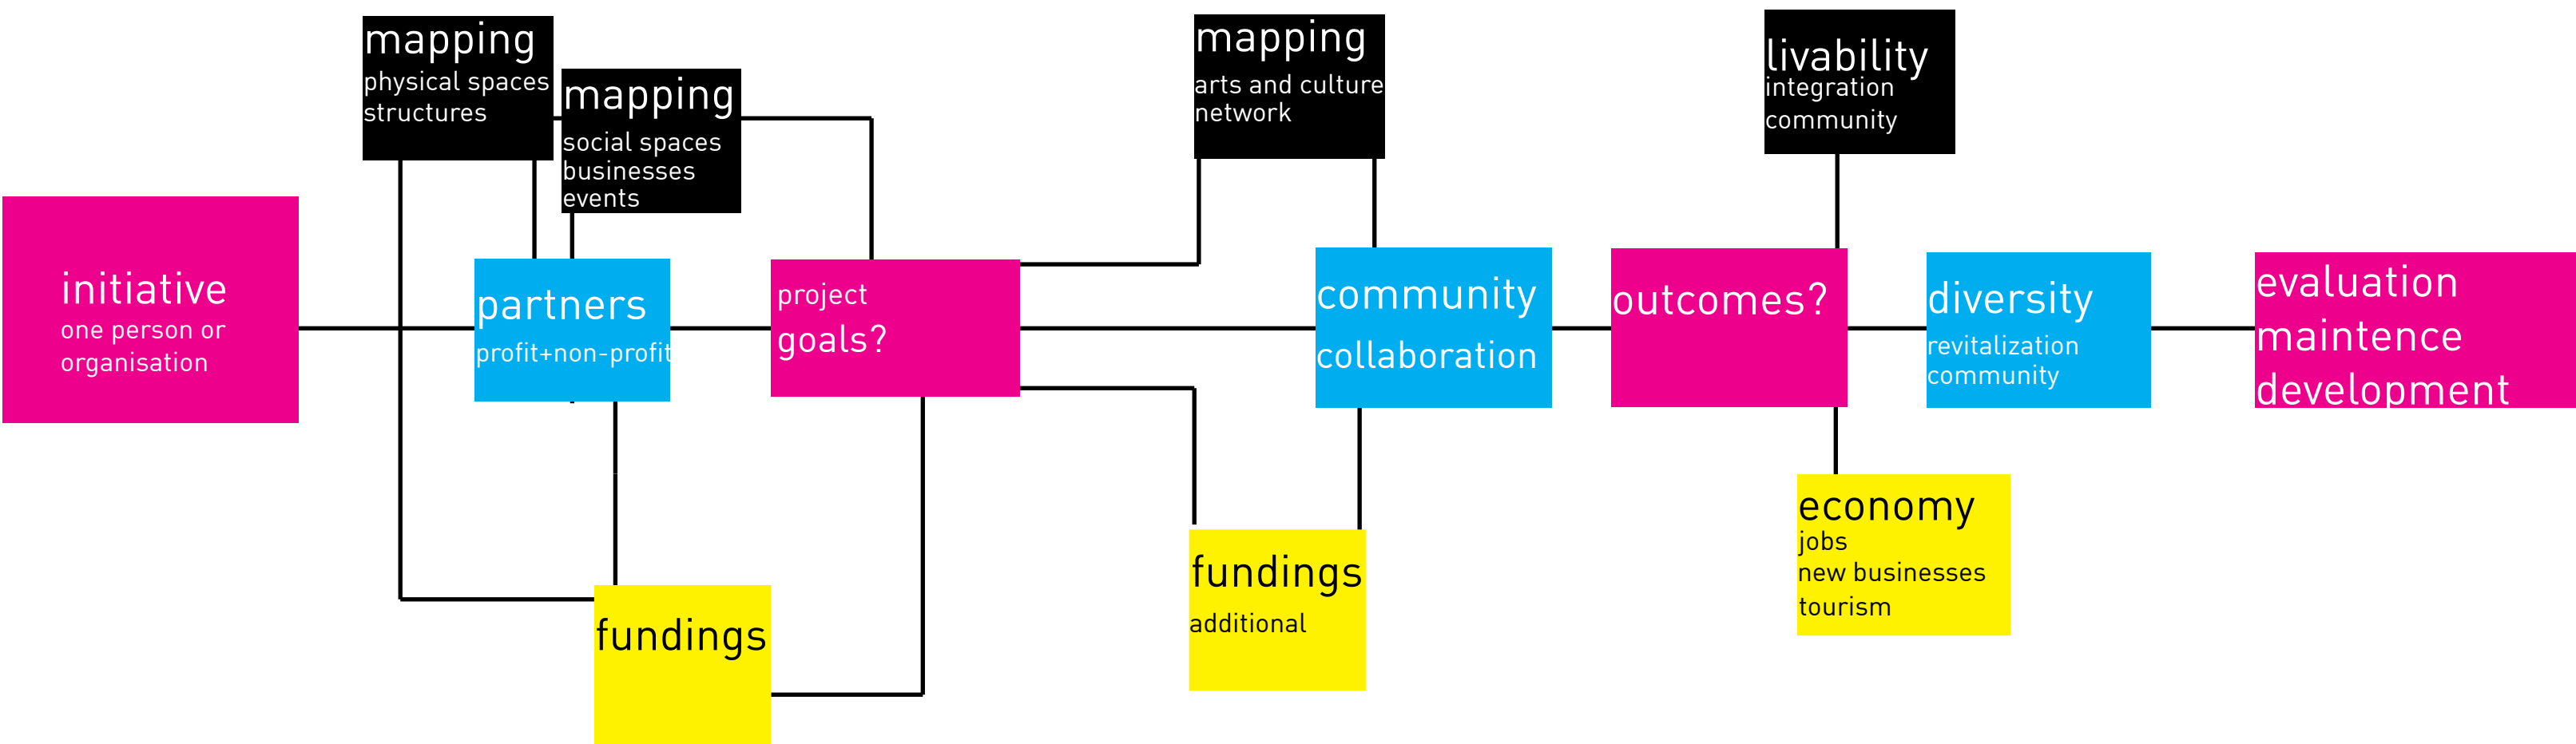 initiative
one person or
organisation
mapping
physical spaces
structures
mapping
social spaces
businesses
events
partners
profit+non-profit
fundings
project
goals?
mapping
arts and culture
network
fundings
additional
community
collaboration
outcomes?
livability
integration
community
economy
jobs
new businesses
tourism
diversity
revitalization
community
evaluation
maintence
development